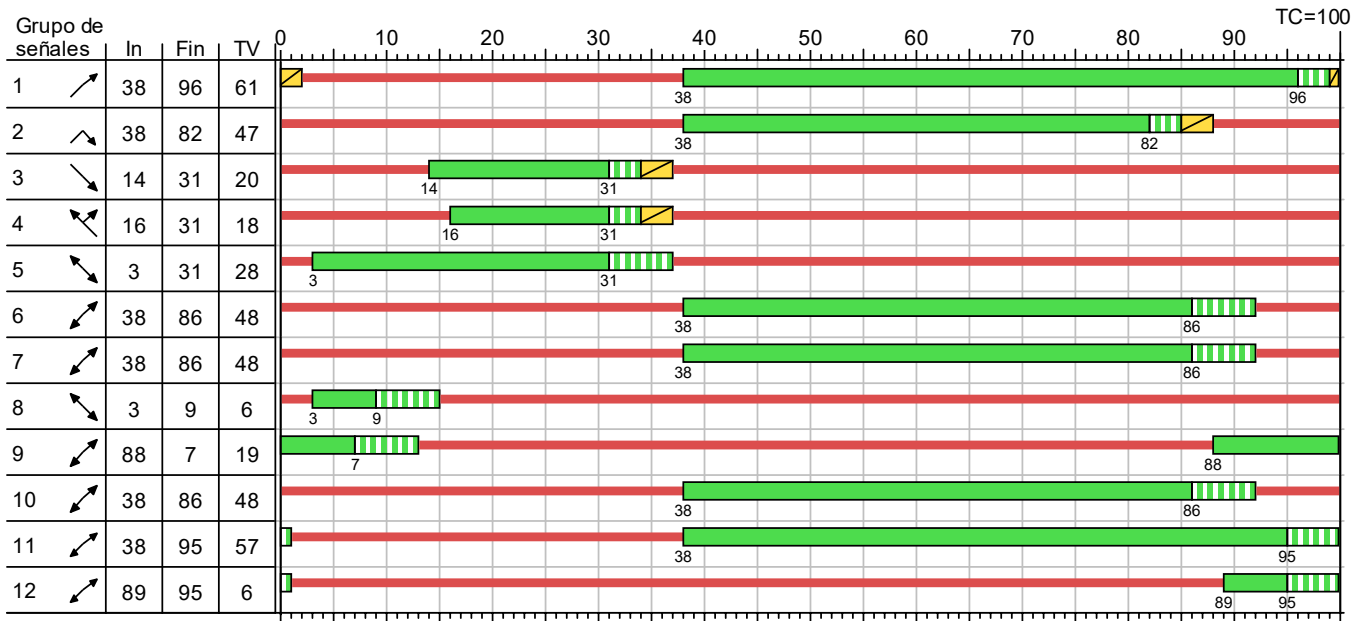 TC=100
Grupo de
señales In Fin TV 0 10 20 30 40 50 60 70 80 90
1 38 96 61
38 96
2 38 82 47
38 82
3 14 31 20
14 31
4 16 31 18
16 31
5 3 31 28
3 31
6 38 86 48
38 86
7 38 86 48
38 86
8 3 9 6
3 9
9 88 7 19
7 88
10 38 86 48
38 86
11 38 95 57
38 95
12 89 95 6
89 95